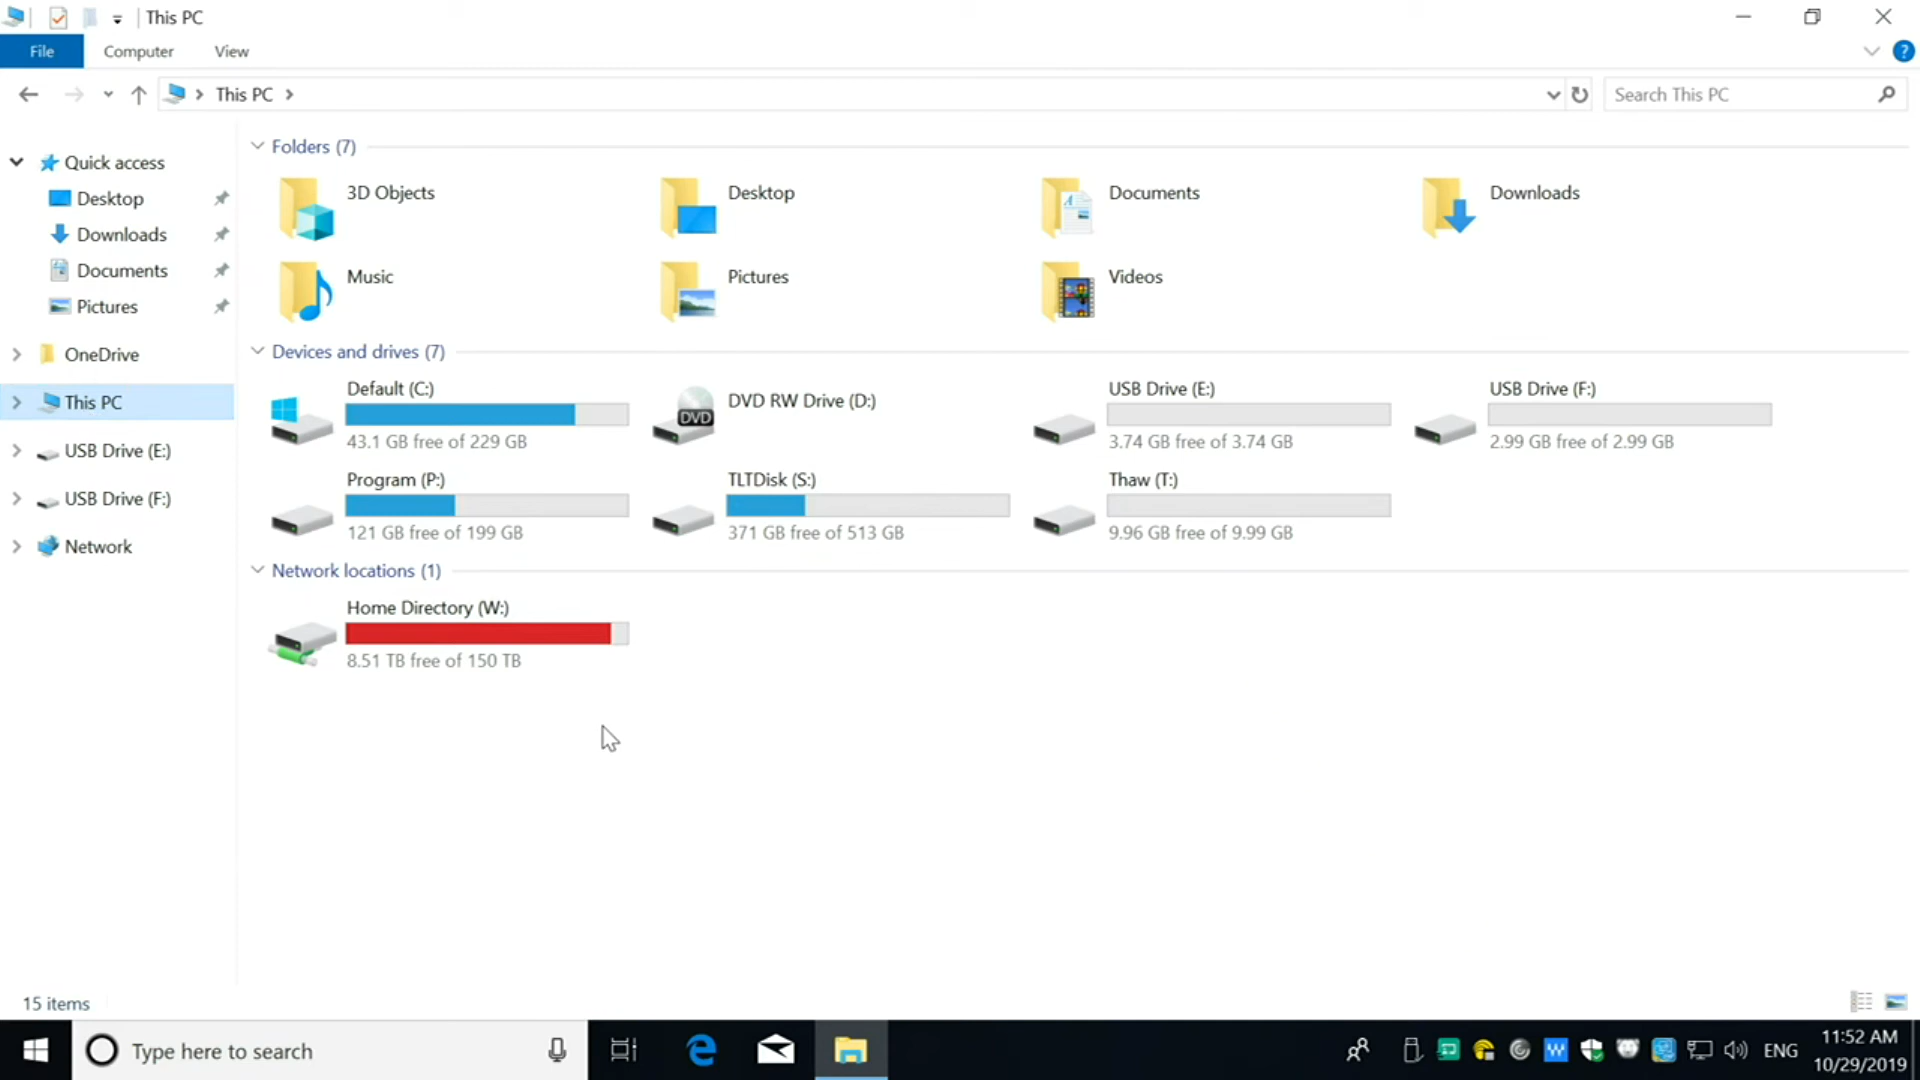 This PC
File Computer View
This PC
Search This PC
Quick access
Desktop
Downloads
Documents
Pictures
OneDrive
This PC
USB Drive (E:)
USB Drive (F:)
Network
Folders (7)
3D Objects
Desktop
Documents
Downloads
Music
Pictures
Videos
Devices and drives (7)
Default (C:)
43.1 GB free of 229 GB
DVD
DVD RW Drive (D:)
USB Drive (E:)
3.74 GB free of 3.74 GB
USB Drive (F:)
2.99 GB free of 2.99 GB
Program (P:)
121 GB free of 199 GB
TLTDisk (S:)
371 GB free of 513 GB
Thaw (T:)
9.96 GB free of 9.99 GB
Network locations (1)
Home Directory (W:)
8.51 TB free of 150 TB
15 items
Type here to search
ENG
11:52 AM
10/29/2019